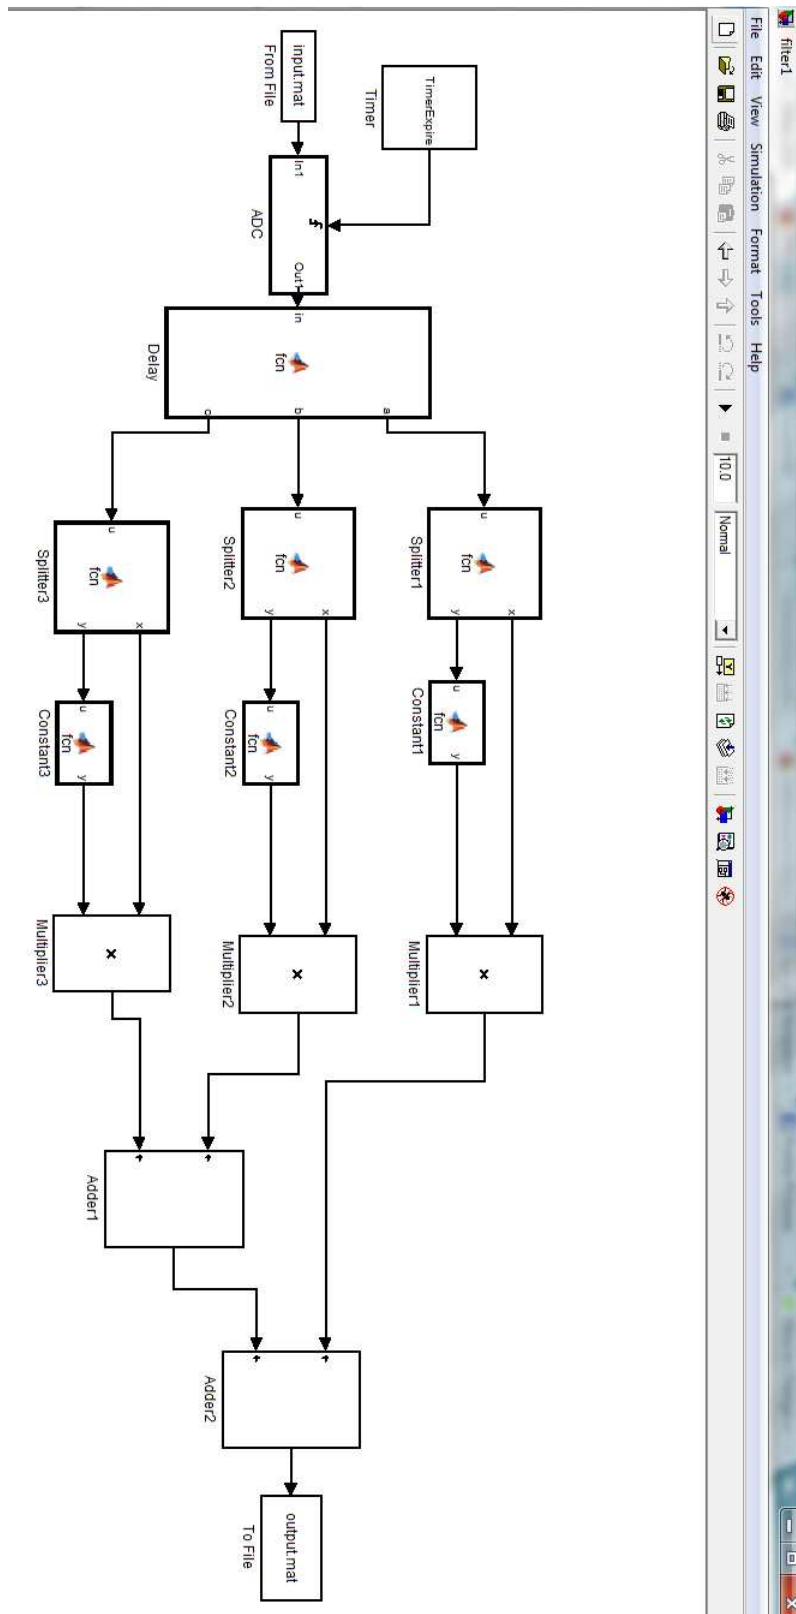 filter1
File Edit View Simulation Format Tools Help
10.0
Normal
TimerExpire
Timer
input.mat
From File
In1
Out1
ADC
in
fcn
a
b
c
Delay
u
fcn
x
y
Splitter1
u
fcn
y
Constant1
×
Multiplier1
u
fcn
x
y
Splitter2
u
fcn
y
Constant2
×
Multiplier2
u
fcn
x
y
Splitter3
u
fcn
y
Constant3
×
Multiplier3
+
+
Adder1
+
+
Adder2
output.mat
To File